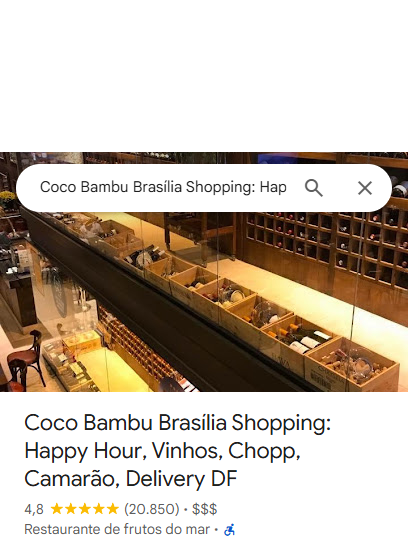 Coco Bambu Brasília Shopping: Hap
Coco Bambu Brasília Shopping:
Happy Hour, Vinhos, Chopp,
Camarão, Delivery DF
4,8 ★★★★★ (20.850) · $$$
Restaurante de frutos do mar ·